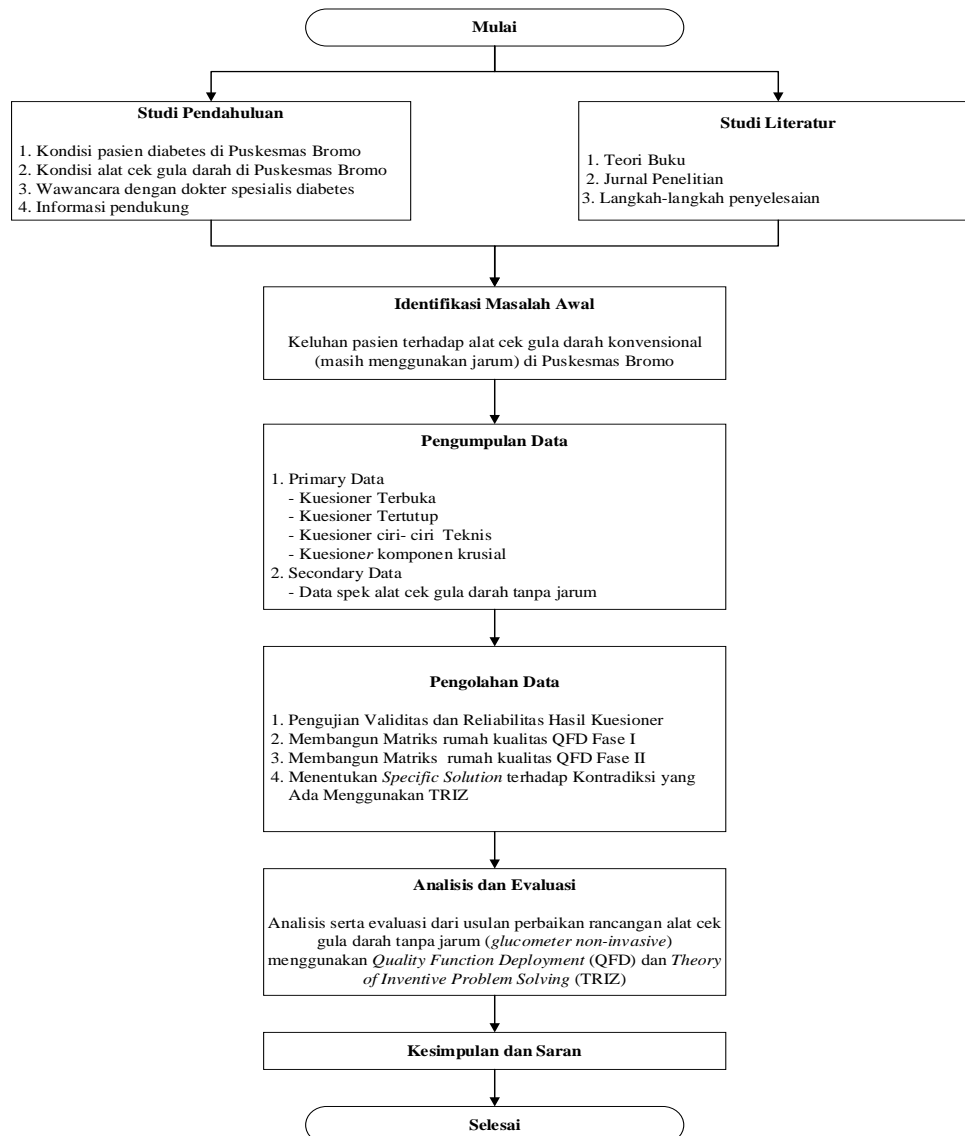 Mulai
Studi Pendahuluan
1. Kondisi pasien diabetes di Puskesmas Bromo
2. Kondisi alat cek gula darah di Puskesmas Bromo
3. Wawancara dengan dokter spesialis diabetes
4. Informasi pendukung
Studi Literatur
1. Teori Buku
2. Jurnal Penelitian
3. Langkah-langkah penyelesaian
Identifikasi Masalah Awal
Keluhan pasien terhadap alat cek gula darah konvensional
(masih menggunakan jarum) di Puskesmas Bromo
Pengumpulan Data
1. Primary Data
- Kuesioner Terbuka
- Kuesioner Tertutup
- Kuesioner ciri- ciri Teknis
- Kuesioner komponen krusial
2. Secondary Data
- Data spek alat cek gula darah tanpa jarum
Pengolahan Data
1. Pengujian Validitas dan Reliabilitas Hasil Kuesioner
2. Membangun Matriks rumah kualitas QFD Fase I
3. Membangun Matriks rumah kualitas QFD Fase II
4. Menentukan Specific Solution terhadap Kontradiksi yang
Ada Menggunakan TRIZ
Analisis dan Evaluasi
Analisis serta evaluasi dari usulan perbaikan rancangan alat cek
gula darah tanpa jarum (glucometer non-invasive)
menggunakan Quality Function Deployment (QFD) dan Theory
of Inventive Problem Solving (TRIZ)
Kesimpulan dan Saran
Selesai